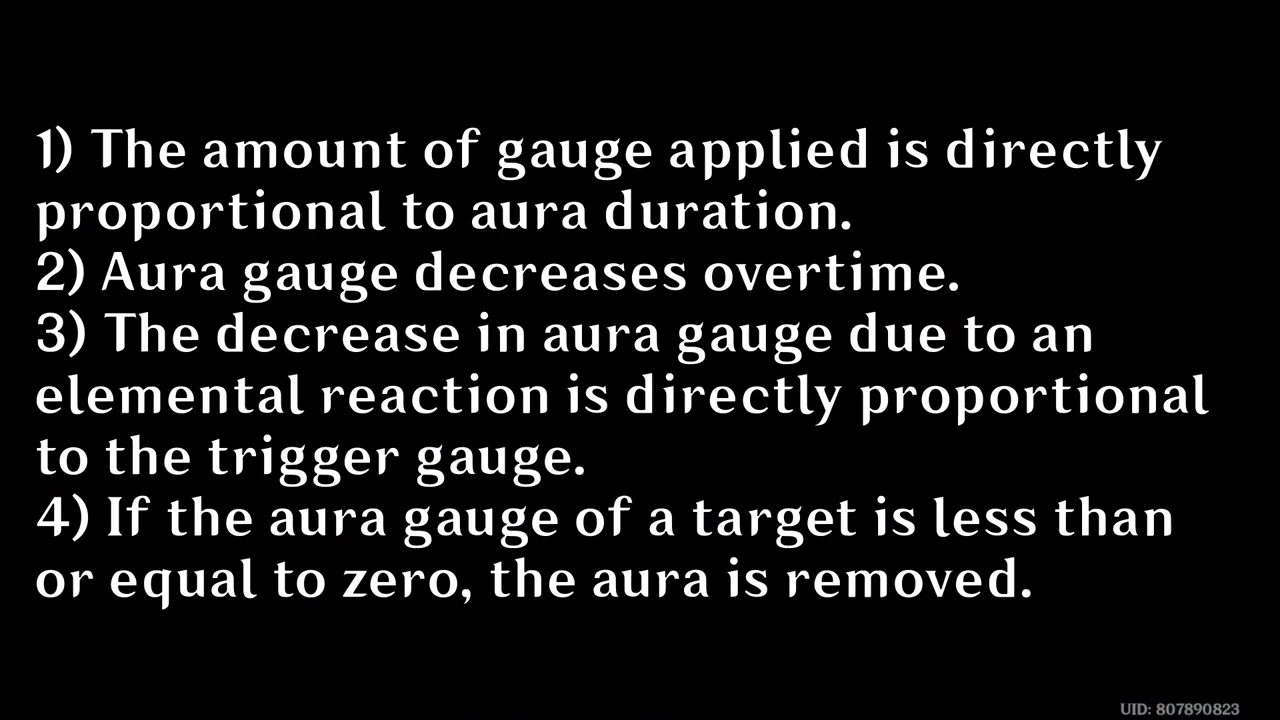 1) The amount of gauge applied is directly
proportional to aura duration.
2) Aura gauge decreases overtime.
3) The decrease in aura gauge due to an
elemental reaction is directly proportional
to the trigger gauge.
4) If the aura gauge of a target is less than
or equal to zero, the aura is removed.
UID: 807890823